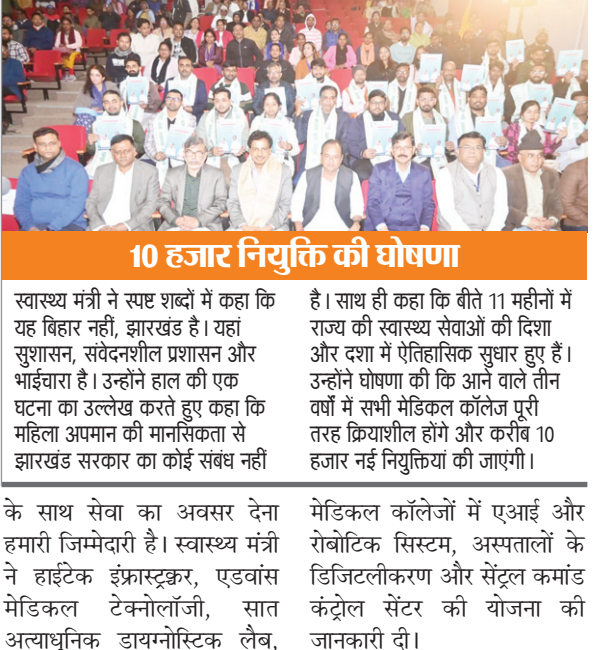 10 हजार नियुक्ति की घोषणा
स्वास्थ्य मंत्री ने स्पष्ट शब्दों में कहा कि
यह बिहार नहीं, झारखंड है। यहां
सुशासन, संवेदनशील प्रशासन और
भाईचारा है। उन्होंने हाल की एक
घटना का उल्लेख करते हुए कहा कि
महिला अपमान की मानसिकता से
झारखंड सरकार का कोई संबंध नहीं
है। साथ ही कहा कि बीते 11 महीनों में
राज्य की स्वास्थ्य सेवाओं की दिशा
और दशा में ऐतिहासिक सुधार हुए हैं।
उन्होंने घोषणा की कि आने वाले तीन
वर्षों में सभी मेडिकल कॉलेज पूरी
तरह क्रियाशील होंगे और करीब 10
हजार नई नियुक्तियां की जाएंगी।
के साथ सेवा का अवसर देना
हमारी जिम्मेदारी है। स्वास्थ्य मंत्री
ने हाईटेक इंफ्रास्ट्रक्चर, एडवांस
मेडिकल टेक्नोलॉजी, सात
अत्याधुनिक डायग्नोस्टिक लैब,
मेडिकल कॉलेजों में एआई और
रोबोटिक सिस्टम, अस्पतालों के
डिजिटलीकरण और सेंट्रल कमांड
कंट्रोल सेंटर की योजना की
जानकारी दी।